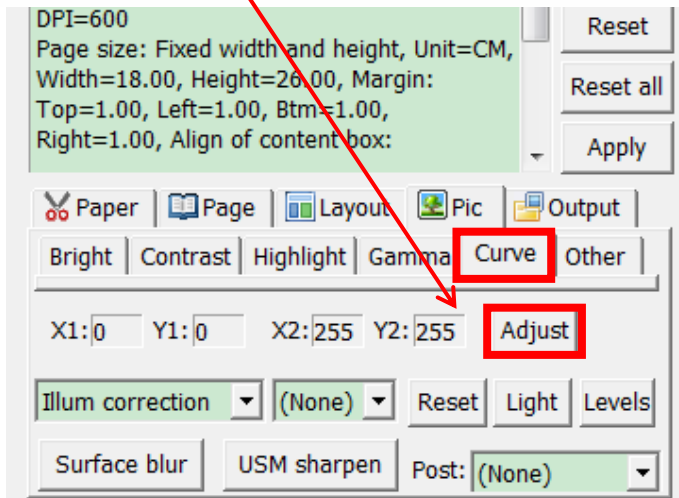 DPI=600
Page size: Fixed width and height, Unit=CM,
Width=18.00, Height=26.00, Margin:
Top=1.00, Left=1.00, Btm=1.00,
Right=1.00, Align of content box:
Reset
Reset all
Apply
Paper Page Layout Pic Output
Bright Contrast Highlight Gamma Curve Other
X1: 0 Y1: 0 X2: 255 Y2: 255 Adjust
Illum correction (None) Reset Light Levels
Surface blur USM sharpen Post: (None)